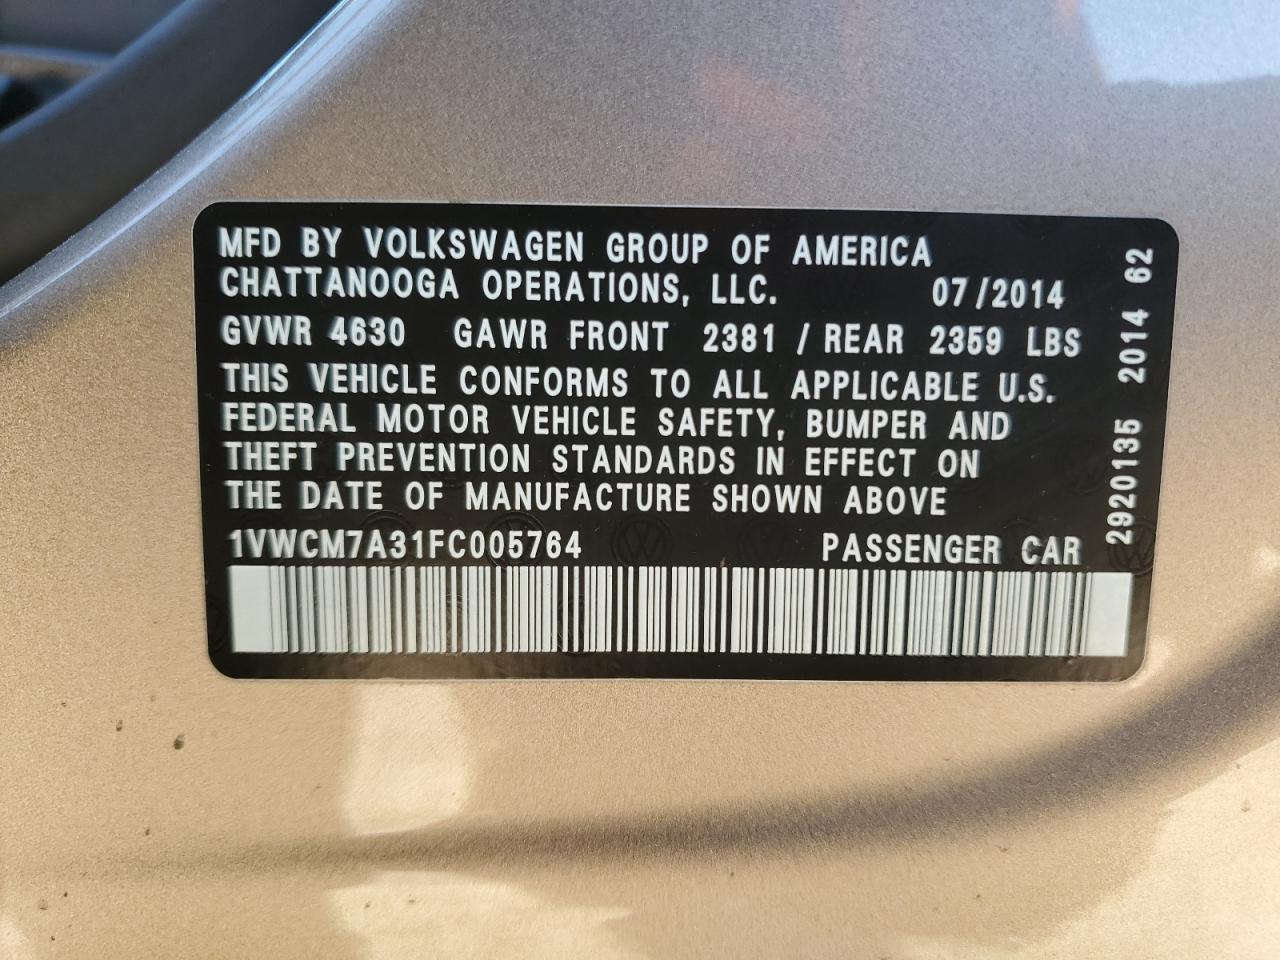 MFD BY VOLKSWAGEN GROUP OF AMERICA
CHATTANOOGA OPERATIONS, LLC. 07/2014
GVWR 4630 GAWR FRONT 2381 / REAR 2359 LBS
THIS VEHICLE CONFORMS TO ALL APPLICABLE U.S.
FEDERAL MOTOR VEHICLE SAFETY, BUMPER AND
THEFT PREVENTION STANDARDS IN EFFECT ON
THE DATE OF MANUFACTURE SHOWN ABOVE
1VWCM7A31FC005764 PASSENGER CAR
2920135 2014 62